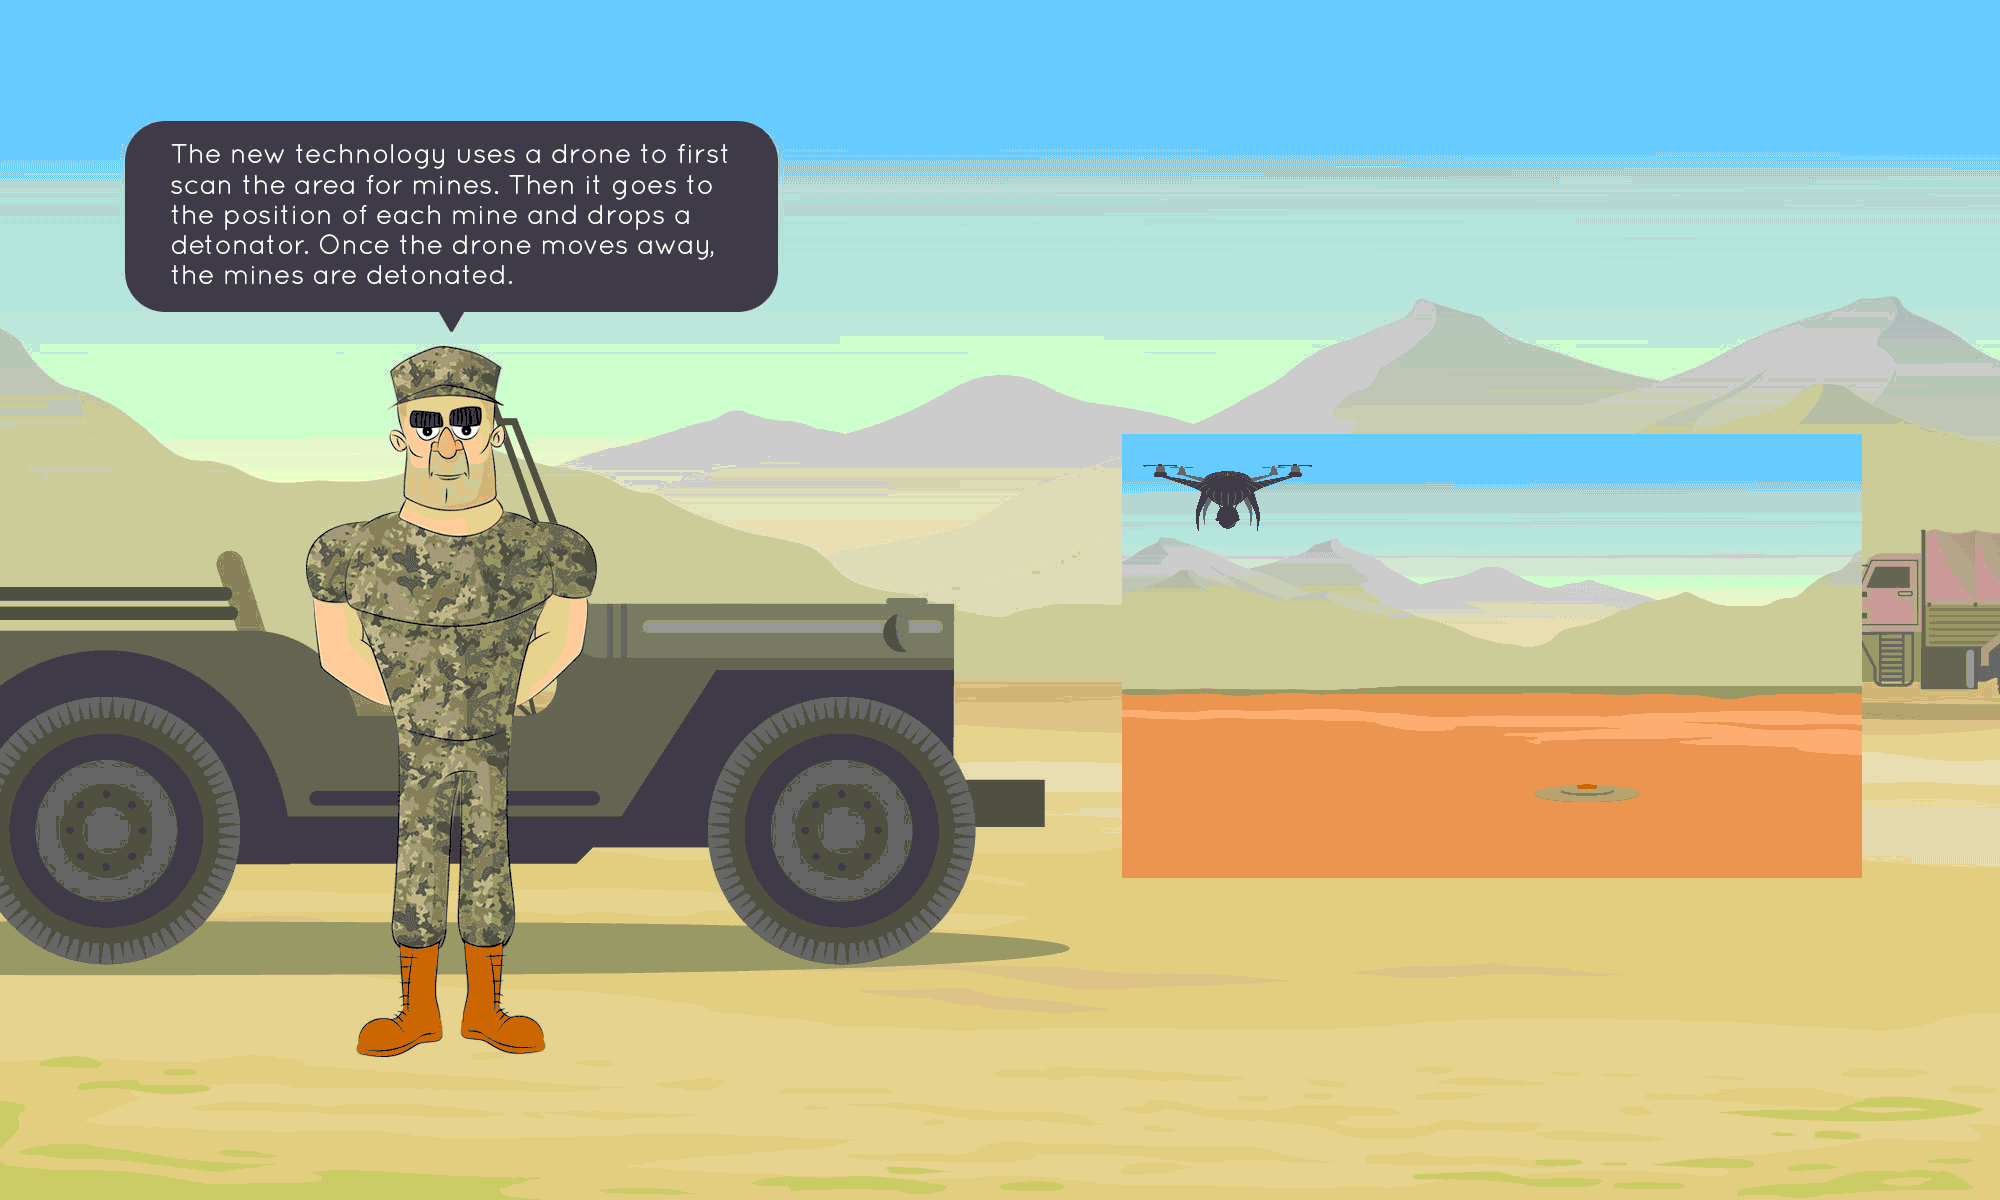 The new technology uses a drone to first
scan the area for mines. Then it goes to
the position of each mine and drops a
detonator. Once the drone moves away,
the mines are detonated.